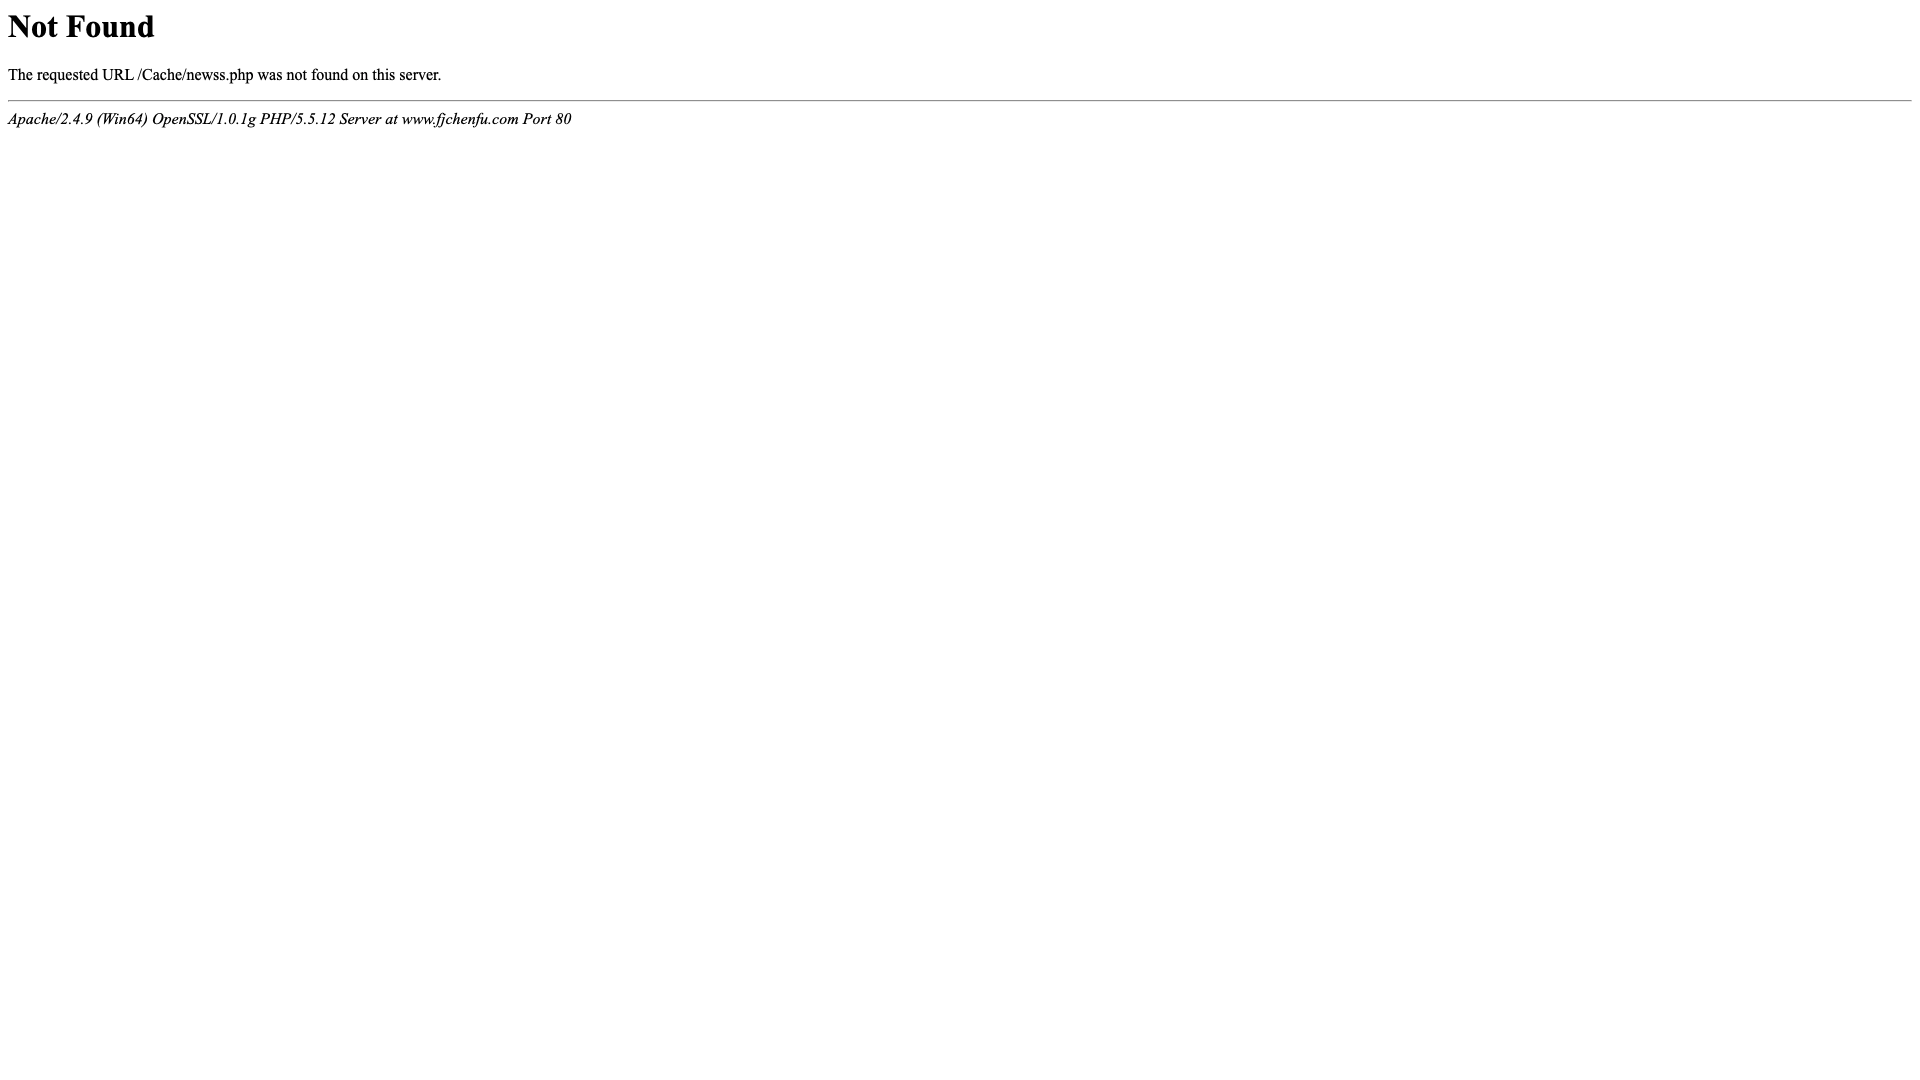 Not Found
The requested URL /Cache/newss.php was not found on this server.
Apache/2.4.9 (Win64) OpenSSL/1.0.1g PHP/5.5.12 Server at www.fjchenfu.com Port 80